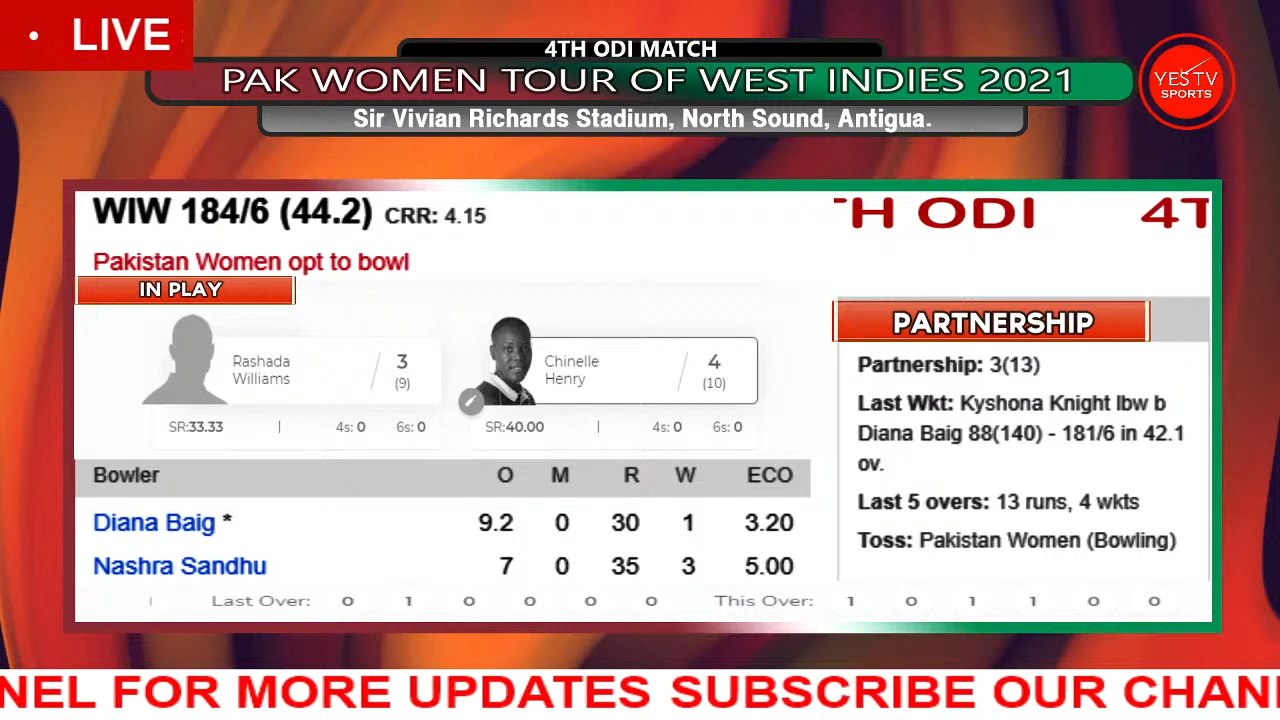 • LIVE
4TH ODI MATCH
PAK WOMEN TOUR OF WEST INDIES 2021
YESTV
SPORTS
Sir Vivian Richards Stadium, North Sound, Antigua.
WIW 184/6 (44.2) CRR: 4.15
TH ODI 4T
Pakistan Women opt to bowl
IN PLAY
PARTNERSHIP
Rashada
Williams
3
(9)
Chinelle
Henry
4
(10)
SR:33.33 | 4s: 0 6s: 0
SR:40.00 | 4s: 0 6s: 0
Partnership: 3(13)
Last Wkt: Kyshona Knight lbw b
Diana Baig 88(140) - 181/6 in 42.1
ov.
Last 5 overs: 13 runs, 4 wkts
Toss: Pakistan Women (Bowling)
Bowler O M R W ECO
Diana Baig * 9.2 0 30 1 3.20
Nashra Sandhu 7 0 35 3 5.00
| Last Over: 0 1 0 0 0 0 This Over: 1 0 1 1 0 0
NEL FOR MORE UPDATES SUBSCRIBE OUR CHAN